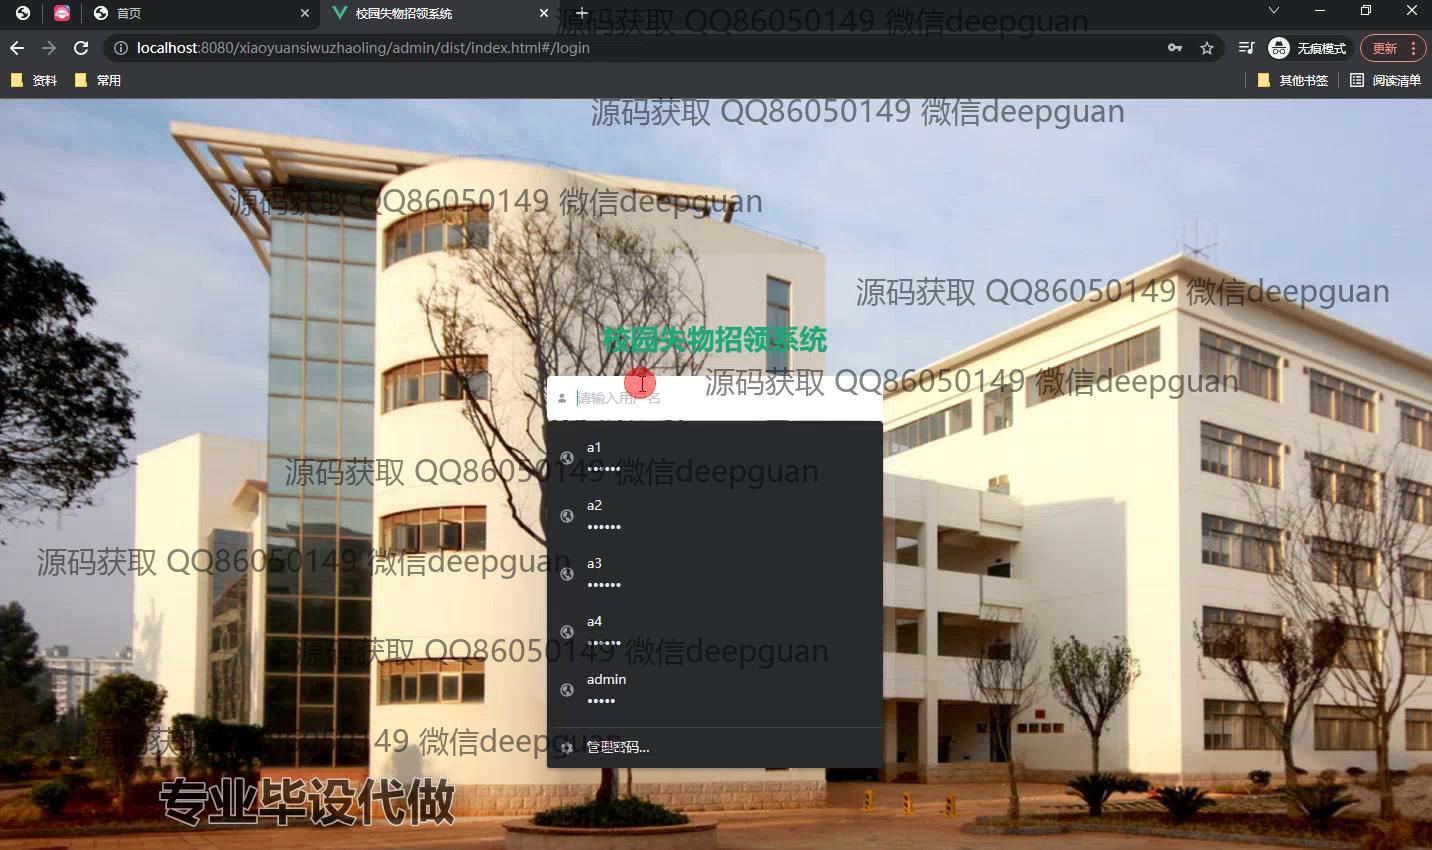 首页
校园失物招领系统
源码获取 QQ86050149 微信deepguan
localhost:8080/xiaoyuansiwuzhaoling/admin/dist/index.html#/login
无痕模式
更新
资料
常用
其他书签
阅读清单
源码获取 QQ86050149 微信deepguan
源码获取 QQ86050149 微信deepguan
源码获取 QQ86050149 微信deepguan
校园失物招领系统
源码获取 QQ86050149 微信deepguan
请输入用户名
a1
••••••
源码获取 QQ86050149 微信deepguan
a2
••••••
源码获取 QQ86050149 微信deepguan
a3
••••••
a4
••••••
源码获取 QQ86050149 微信deepguan
admin
•••••
源码获取 QQ86050149 微信deepguan
管理密码...
专业毕设代做